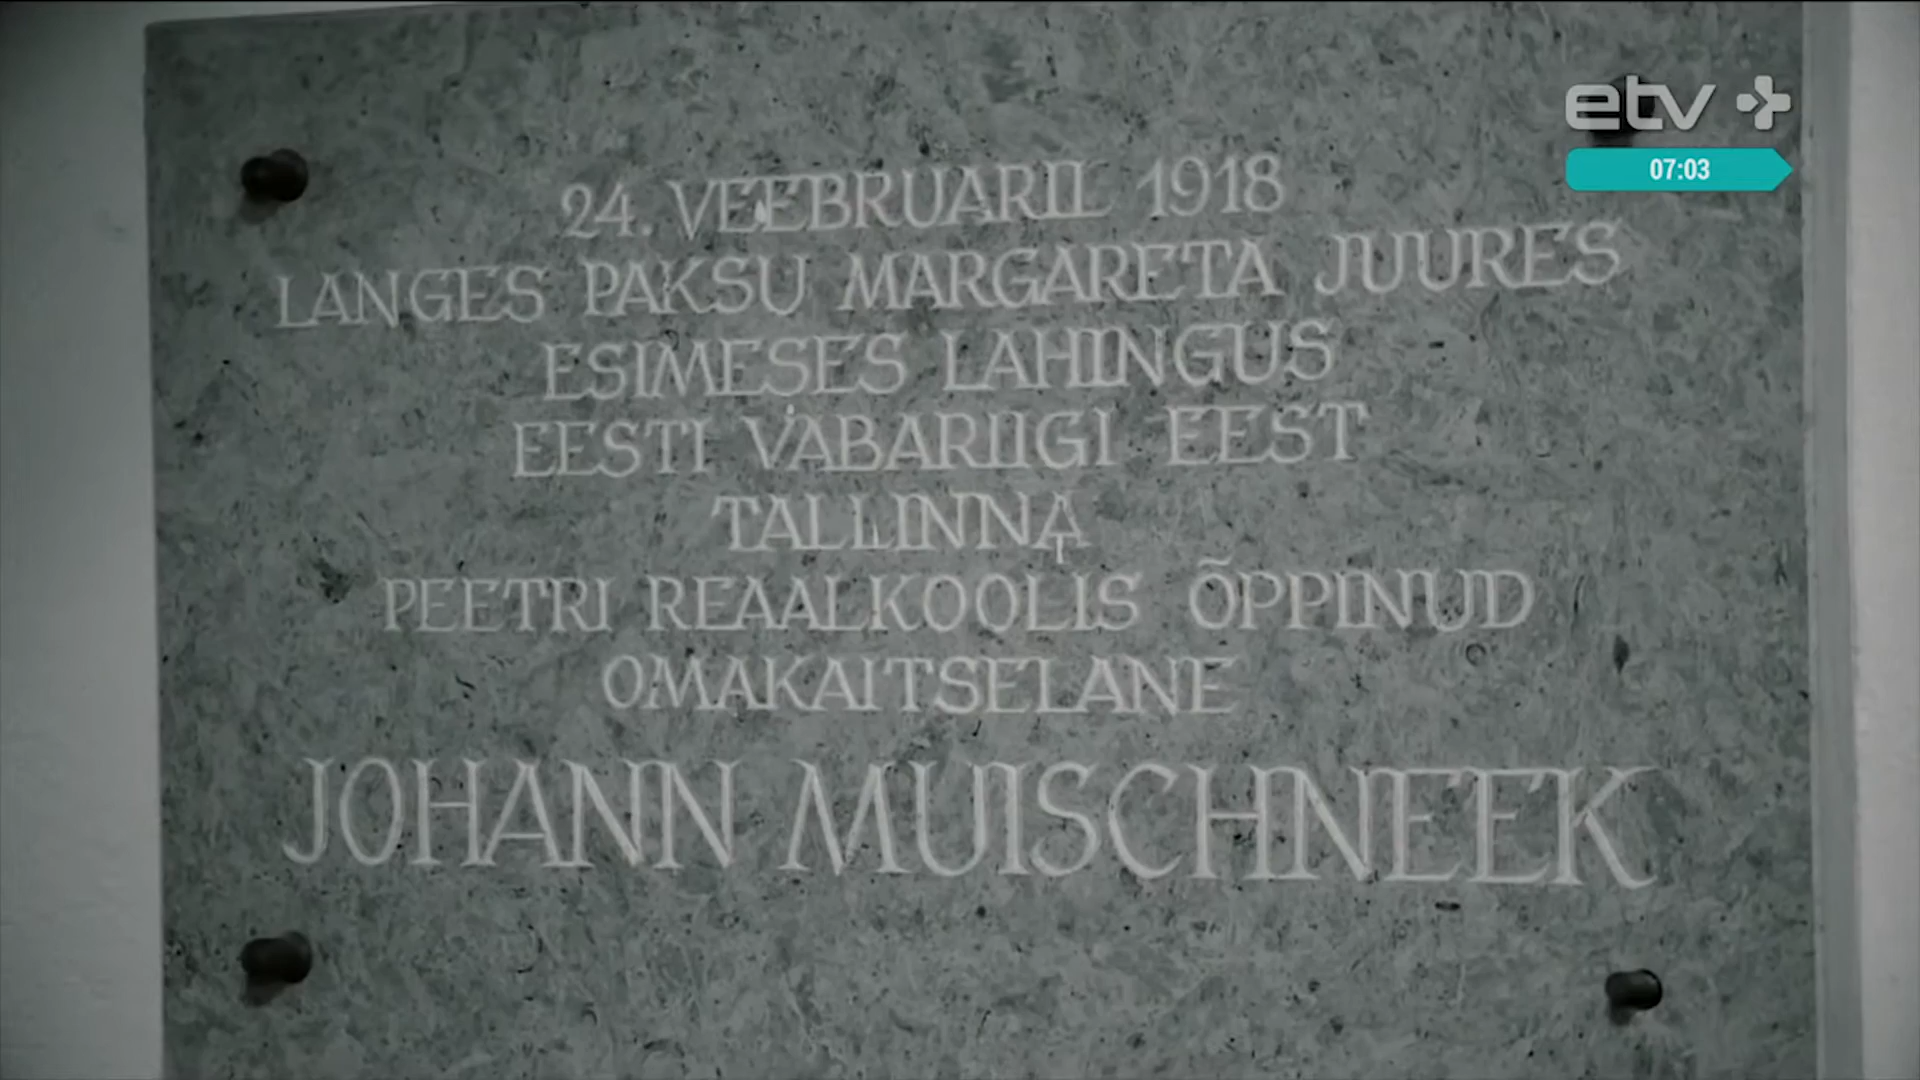 etv
07:03
24. VEEBRUARIL 1918
LANGES PAKSU MARGAREETA JUURES
ESIMESES LAHINGUS
EESTI VABARIIGI EEST
TALLINNA
PEETRI REAALKOOLIS ÕPPINUD
OMAKAITSELANE
JOHANN MUISCHNEEK